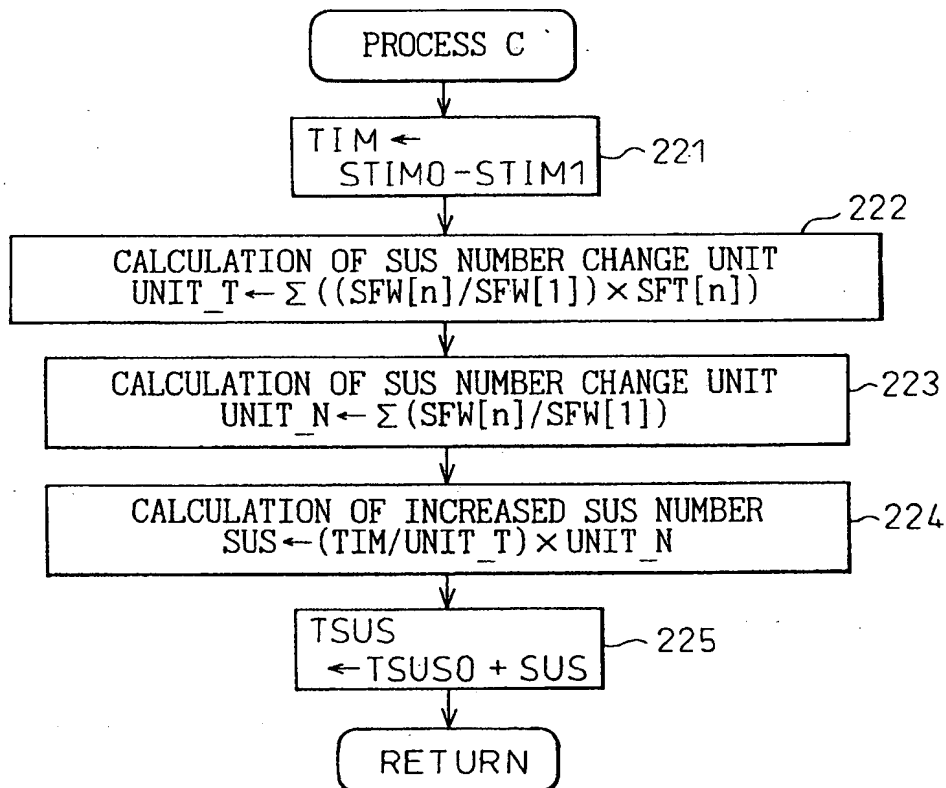 PROCESS C
TIM ←
STIM0-STIM1
221
222
CALCULATION OF SUS NUMBER CHANGE UNIT
UNIT_T← Σ ((SFW[n]/SFW[1]) × SFT[n])
CALCULATION OF SUS NUMBER CHANGE UNIT
UNIT_N← Σ (SFW[n]/SFW[1])
223
CALCULATION OF INCREASED SUS NUMBER
SUS←(TIM/UNIT_T) × UNIT_N
224
TSUS
←TSUS0 + SUS
225
RETURN